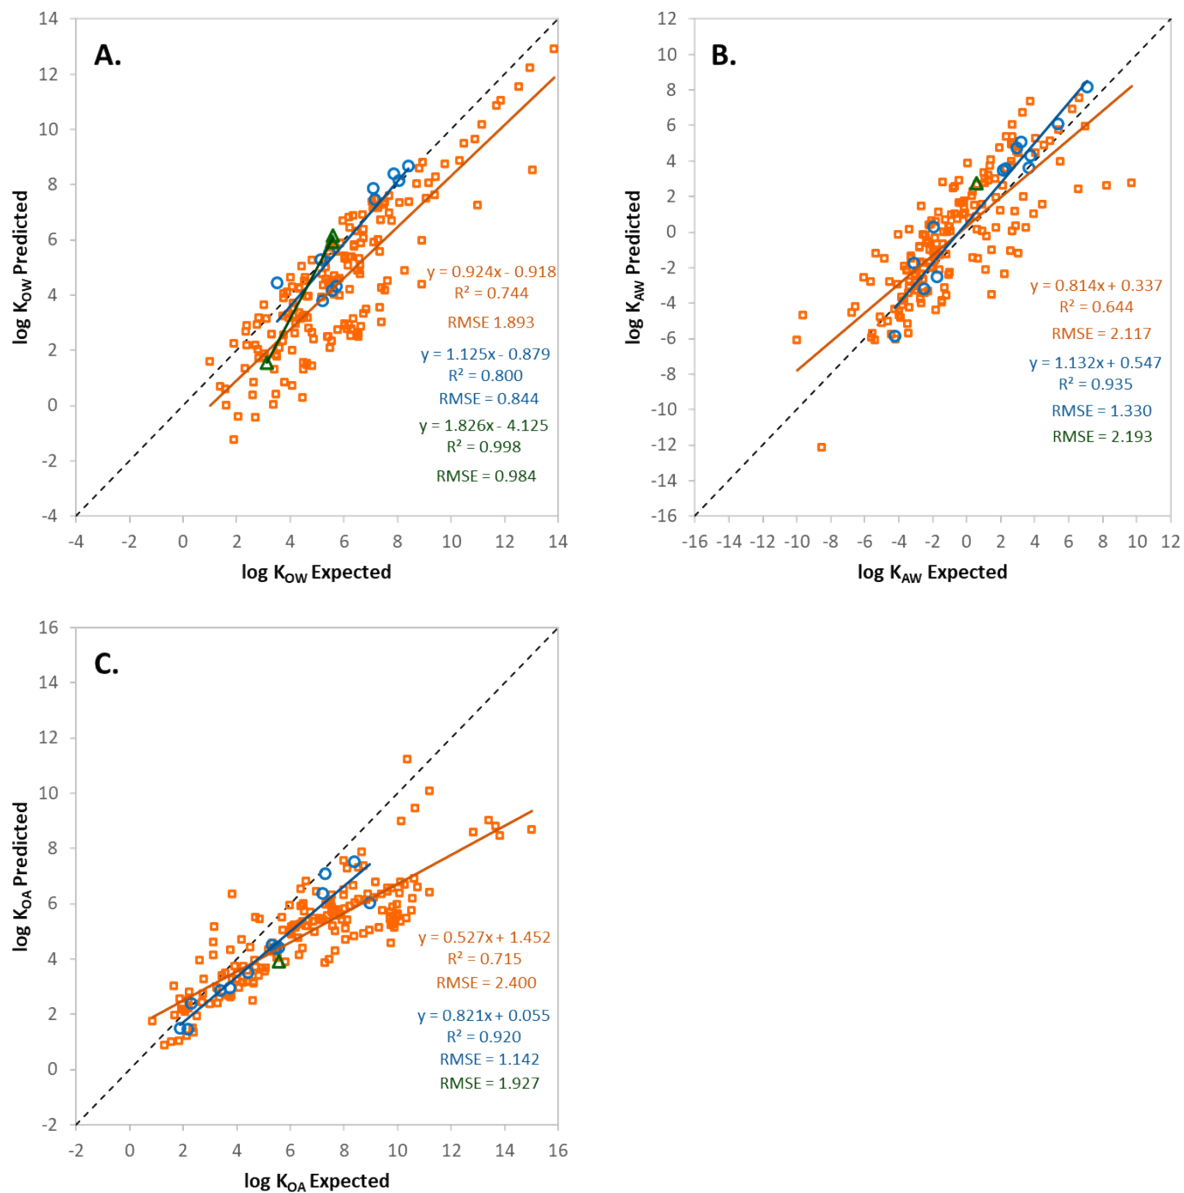 A.
14
12
10
8
6
4
2
0
-2
-4
log KOW Predicted
y = 0.924x - 0.918
R² = 0.744
RMSE 1.893
y = 1.125x - 0.879
R² = 0.800
RMSE = 0.844
y = 1.826x - 4.125
R² = 0.998
RMSE = 0.984
-4 -2 0 2 4 6 8 10 12 14
log KOW Expected
B.
12
10
8
6
4
2
0
-2
-4
-6
-8
-10
-12
-14
-16
log KAW Predicted
y = 0.814x + 0.337
R² = 0.644
RMSE = 2.117
y = 1.132x + 0.547
R² = 0.935
RMSE = 1.330
RMSE = 2.193
-16 -14 -12 -10 -8 -6 -4 -2 0 2 4 6 8 10 12
log KAW Expected
C.
16
14
12
10
8
6
4
2
0
-2
log KOA Predicted
y = 0.527x + 1.452
R² = 0.715
RMSE = 2.400
y = 0.821x + 0.055
R² = 0.920
RMSE = 1.142
RMSE = 1.927
-2 0 2 4 6 8 10 12 14 16
log KOA Expected